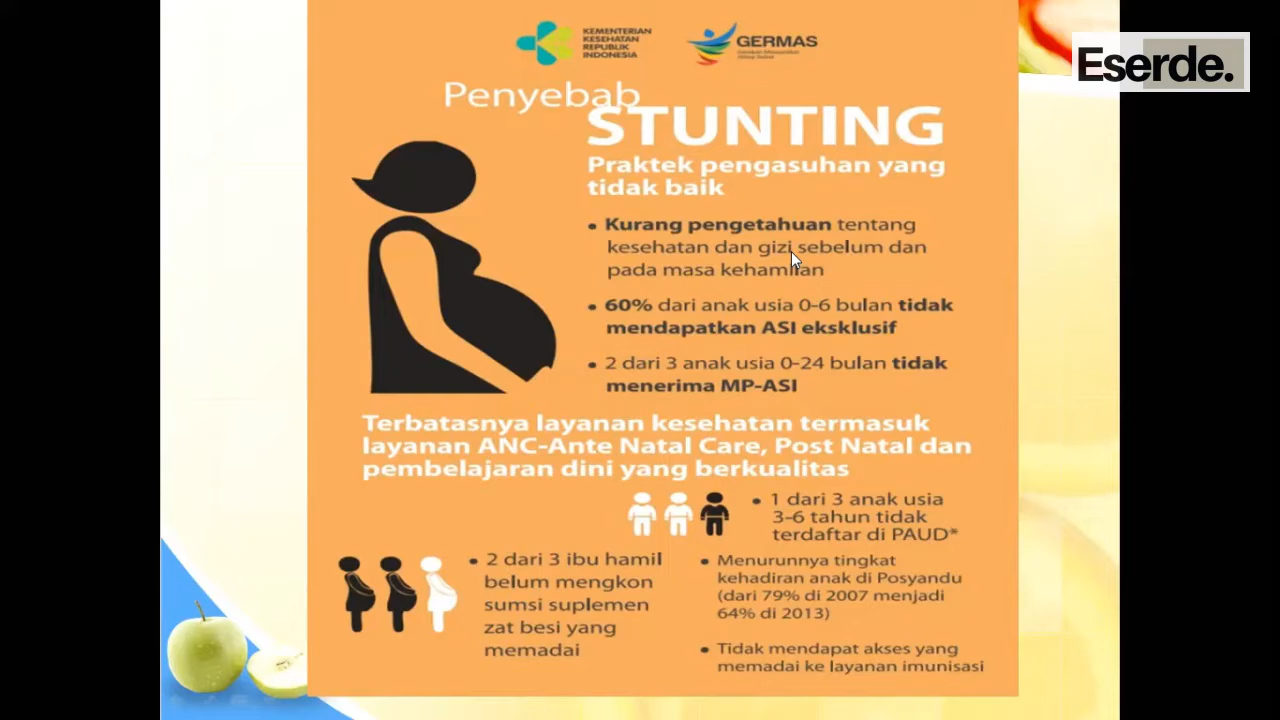 KEMENTERIAN
KESEHATAN
REPUBLIK
INDONESIA
GERMAS
Eserde.
Penyebab
STUNTING
Praktek pengasuhan yang
tidak baik
• Kurang pengetahuan tentang
kesehatan dan gizi sebelum dan
pada masa kehamilan
• 60% dari anak usia 0-6 bulan tidak
mendapatkan ASI eksklusif
• 2 dari 3 anak usia 0-24 bulan tidak
menerima MP-ASI
Terbatasnya layanan kesehatan termasuk
layanan ANC-Ante Natal Care, Post Natal dan
pembelajaran dini yang berkualitas
• 1 dari 3 anak usia
3-6 tahun tidak
terdaftar di PAUD*
• 2 dari 3 ibu hamil
belum mengkon
sumsi suplemen
zat besi yang
memadai
• Menurunnya tingkat
kehadiran anak di Posyandu
(dari 79% di 2007 menjadi
64% di 2013)
• Tidak mendapat akses yang
memadai ke layanan imunisasi